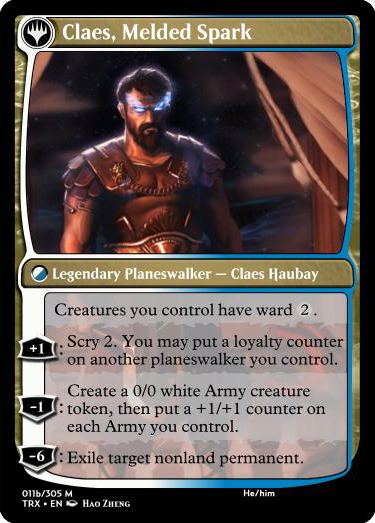 Claes, Melded Spark
Legendary Planeswalker — Claes Haubay
Creatures you control have ward 2.
+1: Scry 2. You may put a loyalty counter
on another planeswalker you control.
-1: Create a 0/0 white Army creature
token, then put a +1/+1 counter on
each Army you control.
-6: Exile target nonland permanent.
011b/305 M
He/him
TRX • EN Hao Zheng